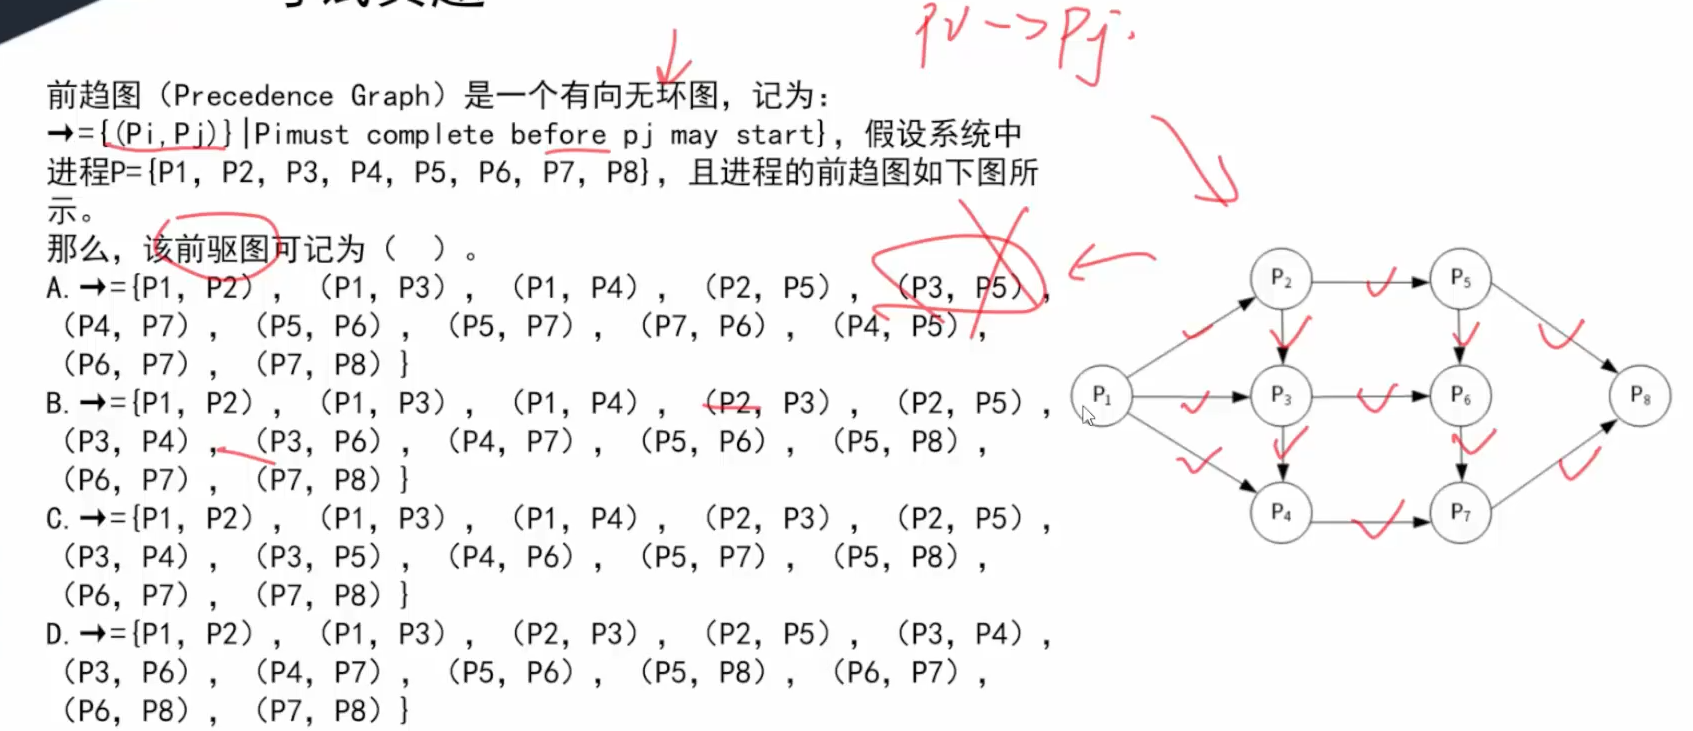 Pi->Pj.
前趋图（Precedence Graph）是一个有向无环图，记为：
→={(Pi,Pj)}|Pimust complete before pj may start}，假设系统中
进程P={P1，P2，P3，P4，P5，P6，P7，P8}，且进程的前趋图如下图所
示。
那么，该前驱图可记为（ ）。
A.→={P1，P2），（P1，P3），（P1，P4），（P2，P5），（P3，P5），
（P4，P7），（P5，P6），（P5，P7），（P7，P6），（P4，P5），
（P6，P7），（P7，P8）}
B.→={P1，P2），（P1，P3），（P1，P4），（P2，P3），（P2，P5），
（P3，P4），（P3，P6），（P4，P7），（P5，P6），（P5，P8），
（P6，P7），（P7，P8）}
C.→={P1，P2），（P1，P3），（P1，P4），（P2，P3），（P2，P5），
（P3，P4），（P3，P5），（P4，P6），（P5，P7），（P5，P8），
（P6，P7），（P7，P8）}
D.→={P1，P2），（P1，P3），（P2，P3），（P2，P5），（P3，P4），
（P3，P6），（P4，P7），（P5，P6），（P5，P8），（P6，P7），
（P6，P8），（P7，P8）}
P2 P5
P1 P3 P6 P8
P4 P7